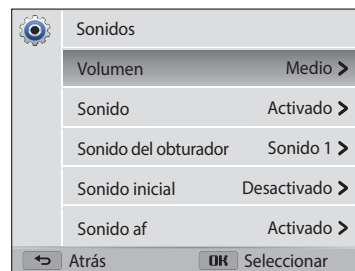 Sonidos
Volumen Medio >
Sonido Activado >
Sonido del obturador Sonido 1 >
Sonido inicial Desactivado >
Sonido af Activado >
Atrás OK Seleccionar